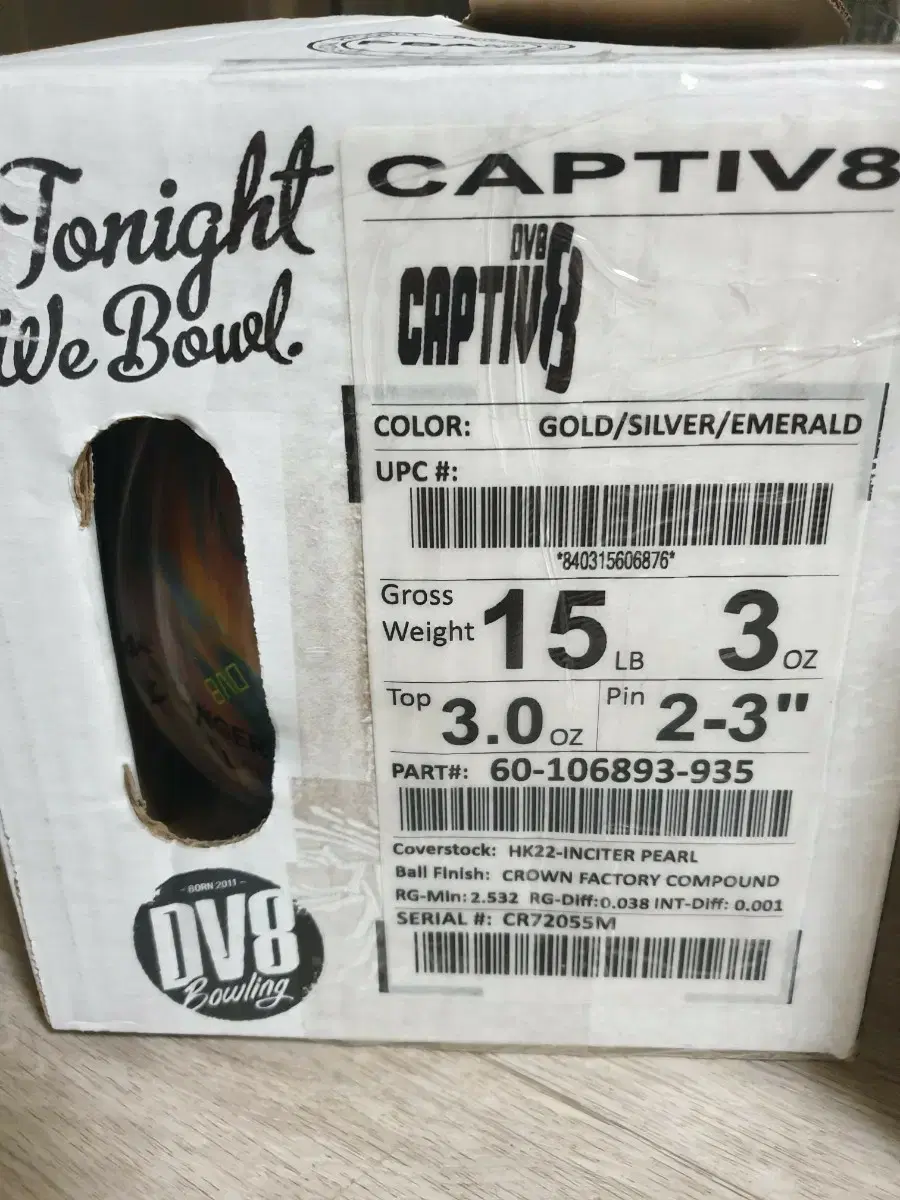 Tonight
We Bowl.
CAPTIV8
DV8
CAPTIV8
COLOR: GOLD/SILVER/EMERALD
UPC #:
*840315606876*
Gross
Weight 15 LB 3 OZ
Top 3.0 OZ Pin 2-3"
PART#: 60-106893-935
Coverstock: HK22-INCITER PEARL
Ball Finish: CROWN FACTORY COMPOUND
RG-Min: 2.532 RG-Diff:0.038 INT-Diff: 0.001
SERIAL #: CR72055M
DV8
- BORN 2011 -
DV8
Bowling